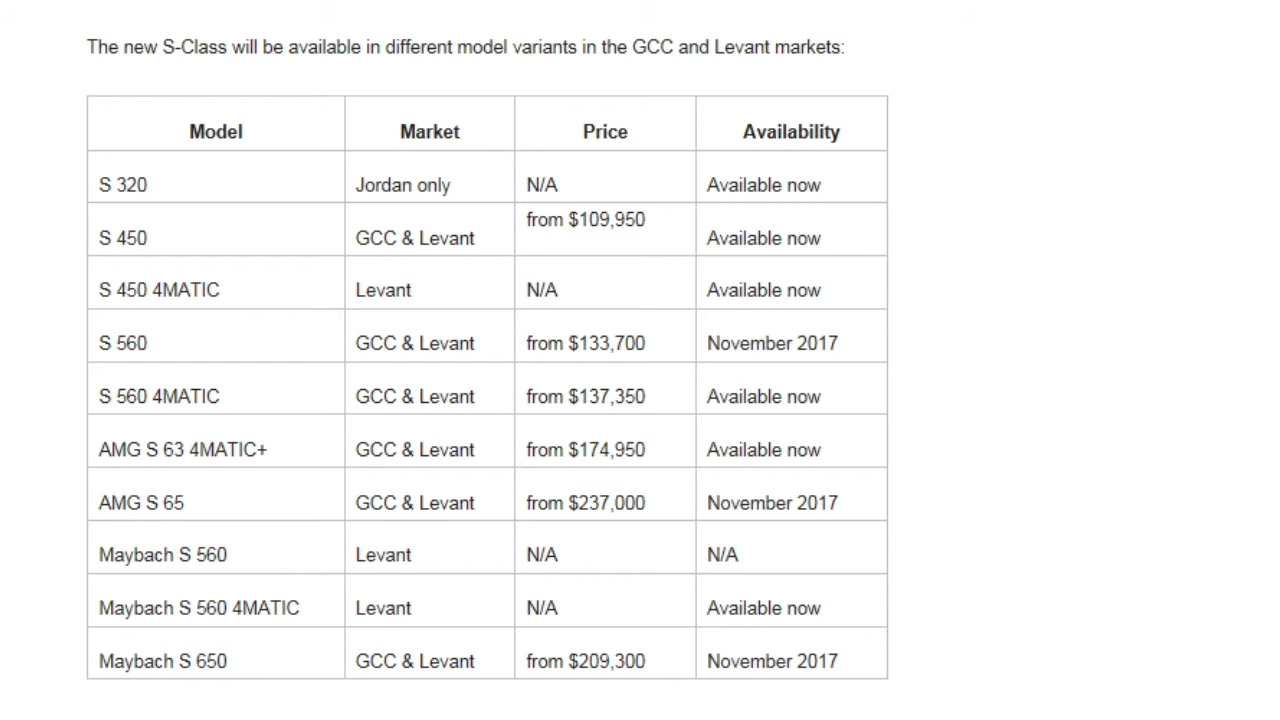 The new S-Class will be available in different model variants in the GCC and Levant markets:
Model Market Price Availability
S 320 Jordan only N/A Available now
S 450 GCC & Levant from $109,950 Available now
S 450 4MATIC Levant N/A Available now
S 560 GCC & Levant from $133,700 November 2017
S 560 4MATIC GCC & Levant from $137,350 Available now
AMG S 63 4MATIC+ GCC & Levant from $174,950 Available now
AMG S 65 GCC & Levant from $237,000 November 2017
Maybach S 560 Levant N/A N/A
Maybach S 560 4MATIC Levant N/A Available now
Maybach S 650 GCC & Levant from $209,300 November 2017